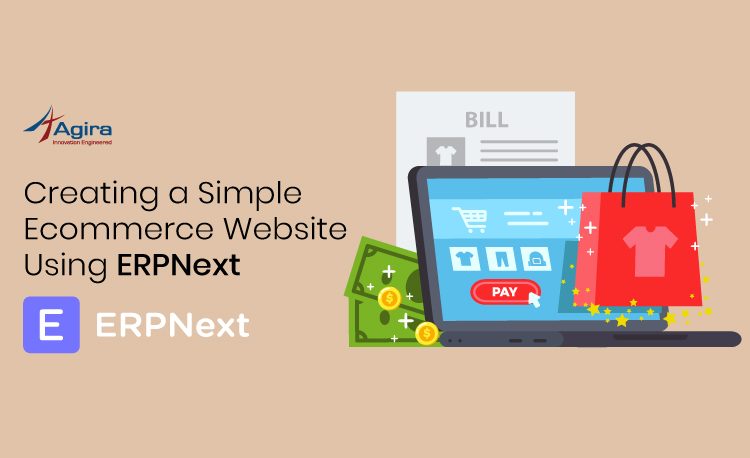 Agira
Innovation Engineered
Creating a Simple
Ecommerce Website
Using ERPNext
E ERPNext
BILL
PAY
$
$